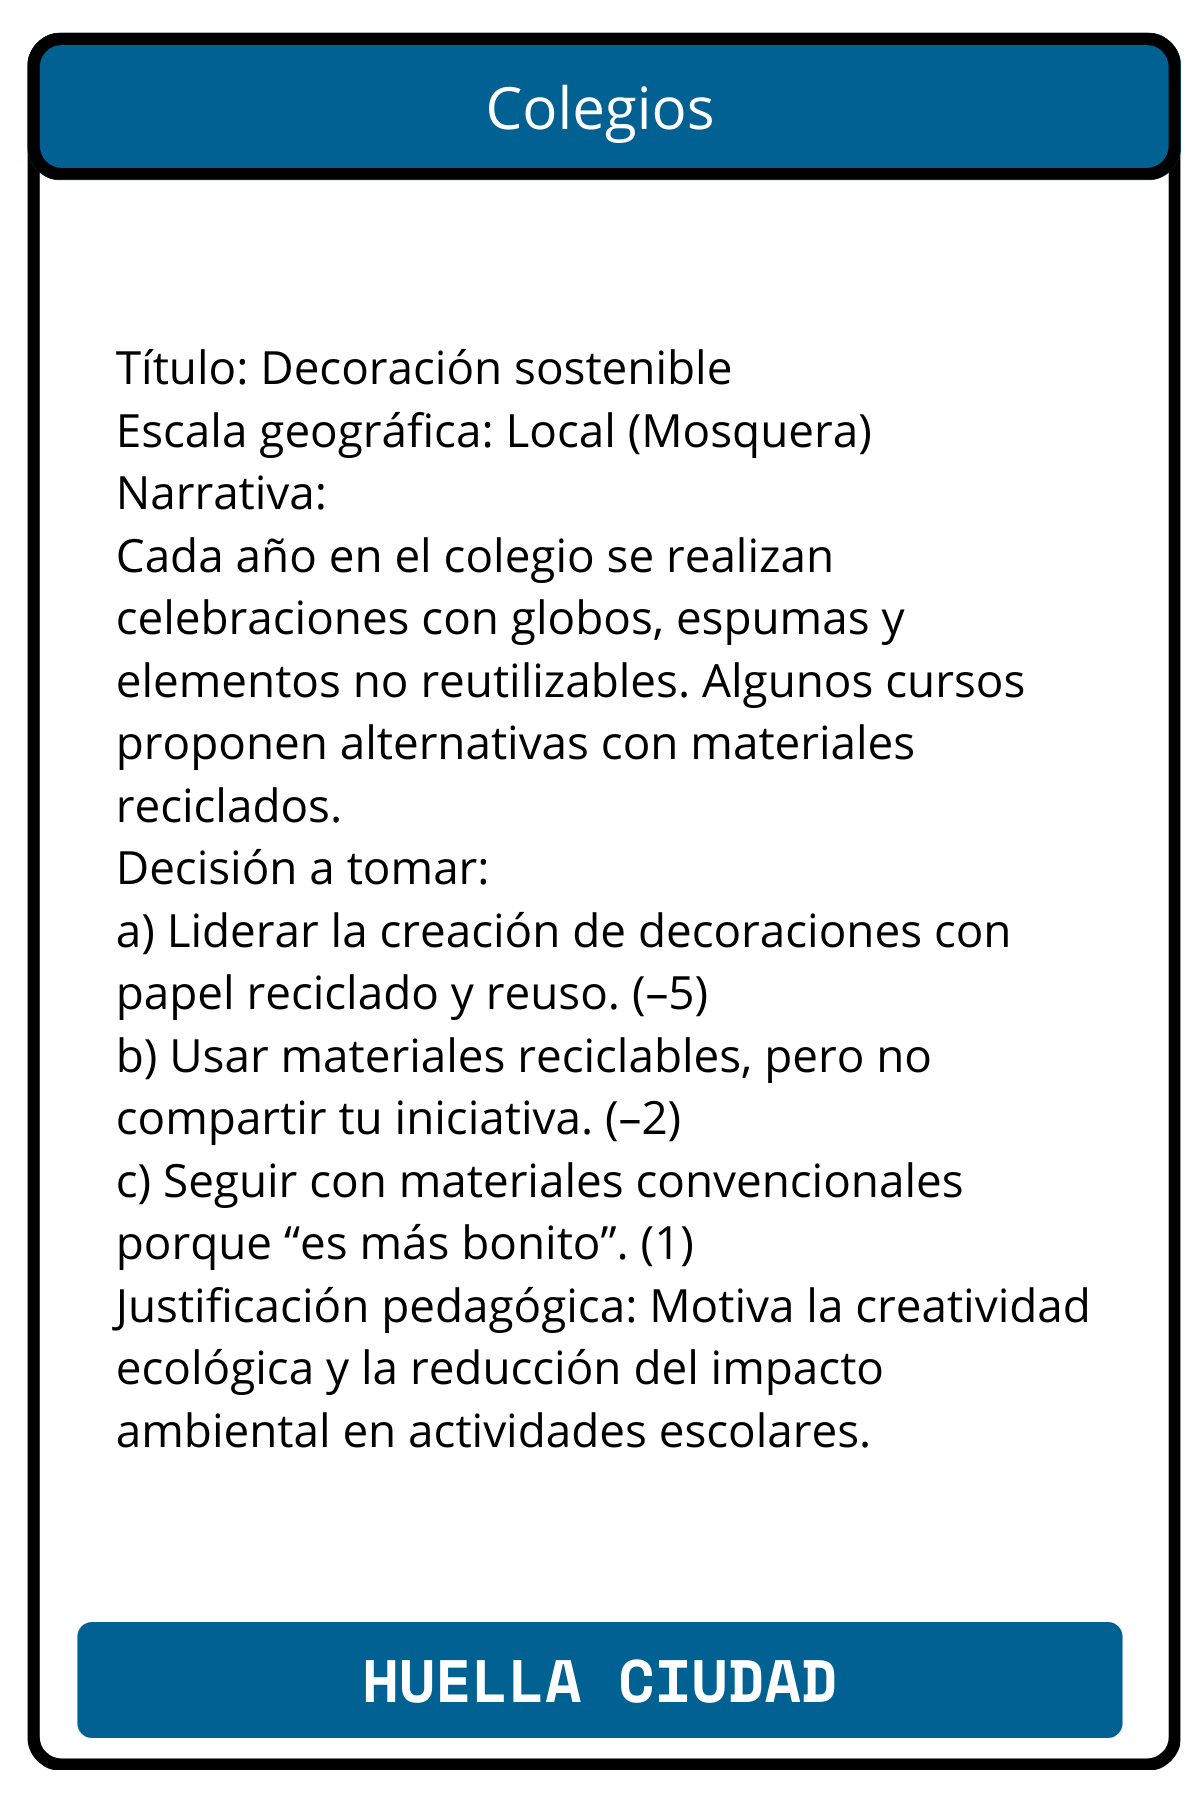 Colegios
Título: Decoración sostenible
Escala geográfica: Local (Mosquera)
Narrativa:
Cada año en el colegio se realizan
celebraciones con globos, espumas y
elementos no reutilizables. Algunos cursos
proponen alternativas con materiales
reciclados.
Decisión a tomar:
a) Liderar la creación de decoraciones con
papel reciclado y reuso. (–5)
b) Usar materiales reciclables, pero no
compartir tu iniciativa. (–2)
c) Seguir con materiales convencionales
porque “es más bonito”. (1)
Justificación pedagógica: Motiva la creatividad
ecológica y la reducción del impacto
ambiental en actividades escolares.
HUELLA CIUDAD